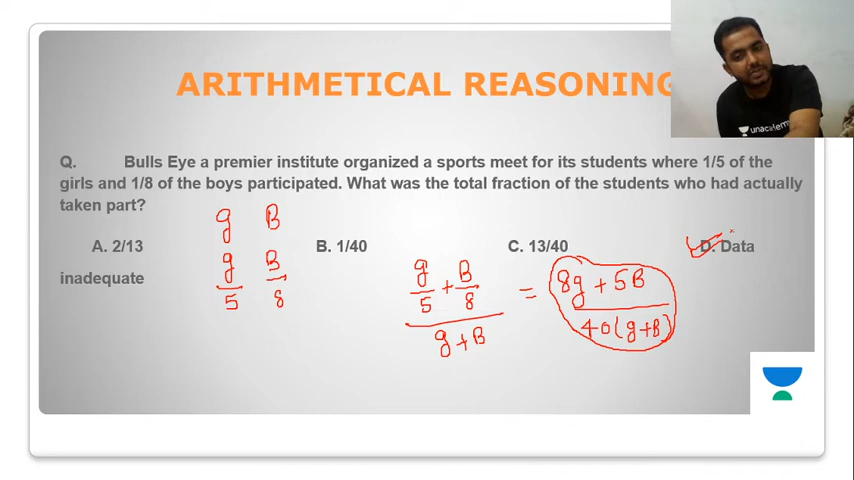 ARITHMETICAL REASONING
unacademy
Q. Bulls Eye a premier institute organized a sports meet for its students where 1/5 of the
girls and 1/8 of the boys participated. What was the total fraction of the students who had actually
taken part?
g B
A. 2/13 B. 1/40 C. 13/40 D. Data
inadequate
g/5 B/8
g/5 + B/8
g + B
= 8g + 5B
40(g+B)